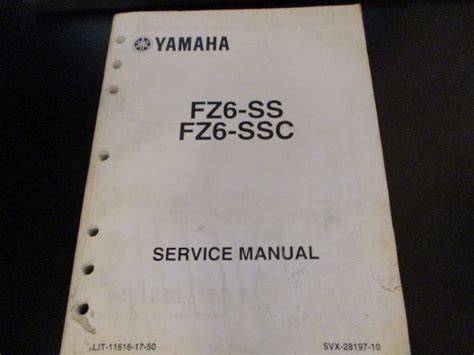 YAMAHA
FZ6-SS
FZ6-SSC
SERVICE MANUAL
LIT-11616-17-50
5VX-28197-10